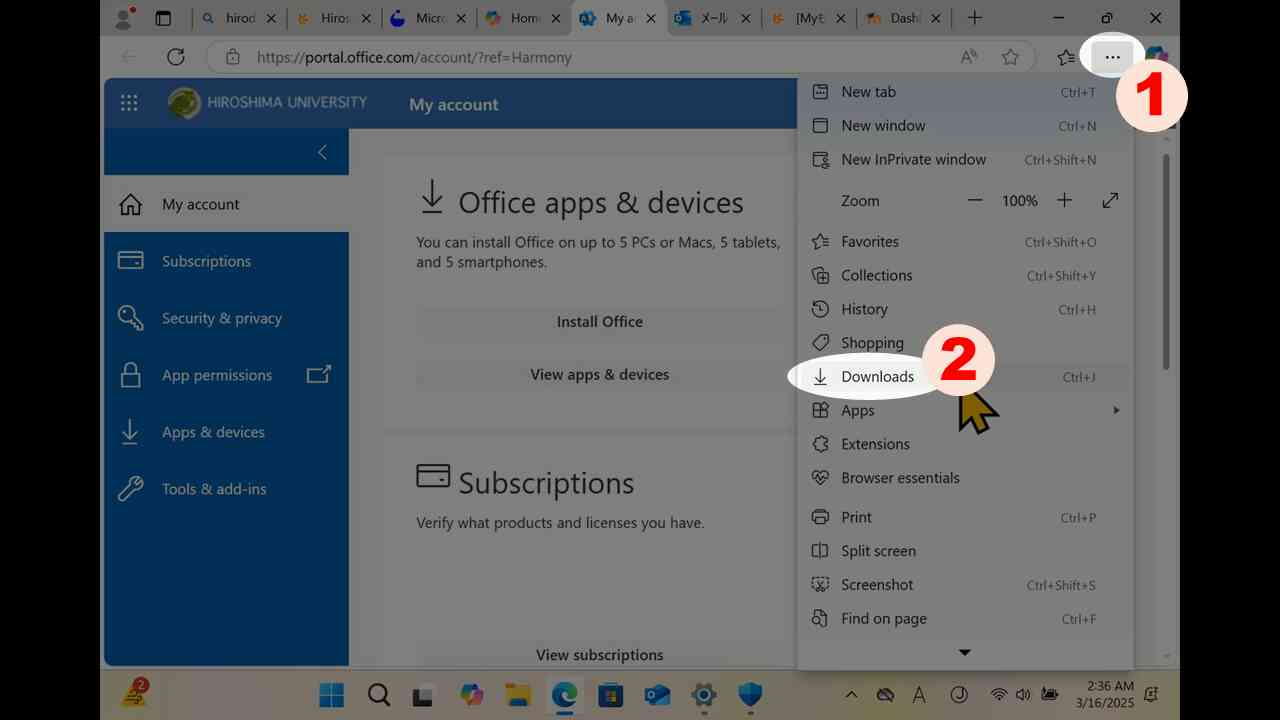 hirod
Hiros
Micro
Home
My a
メール
[Myモ
Dash
https://portal.office.com/account/?ref=Harmony
1
HIROSHIMA UNIVERSITY
My account
My account
Subscriptions
Security & privacy
App permissions
Apps & devices
Tools & add-ins
Office apps & devices
You can install Office on up to 5 PCs or Macs, 5 tablets,
and 5 smartphones.
Install Office
View apps & devices
Subscriptions
Verify what products and licenses you have.
View subscriptions
New tab Ctrl+T
New window Ctrl+N
New InPrivate window Ctrl+Shift+N
Zoom 100%
Favorites Ctrl+Shift+O
Collections Ctrl+Shift+Y
History Ctrl+H
Shopping
2
Downloads Ctrl+J
Apps
Extensions
Browser essentials
Print Ctrl+P
Split screen
Screenshot Ctrl+Shift+S
Find on page Ctrl+F
2
A
2:36 AM
3/16/2025